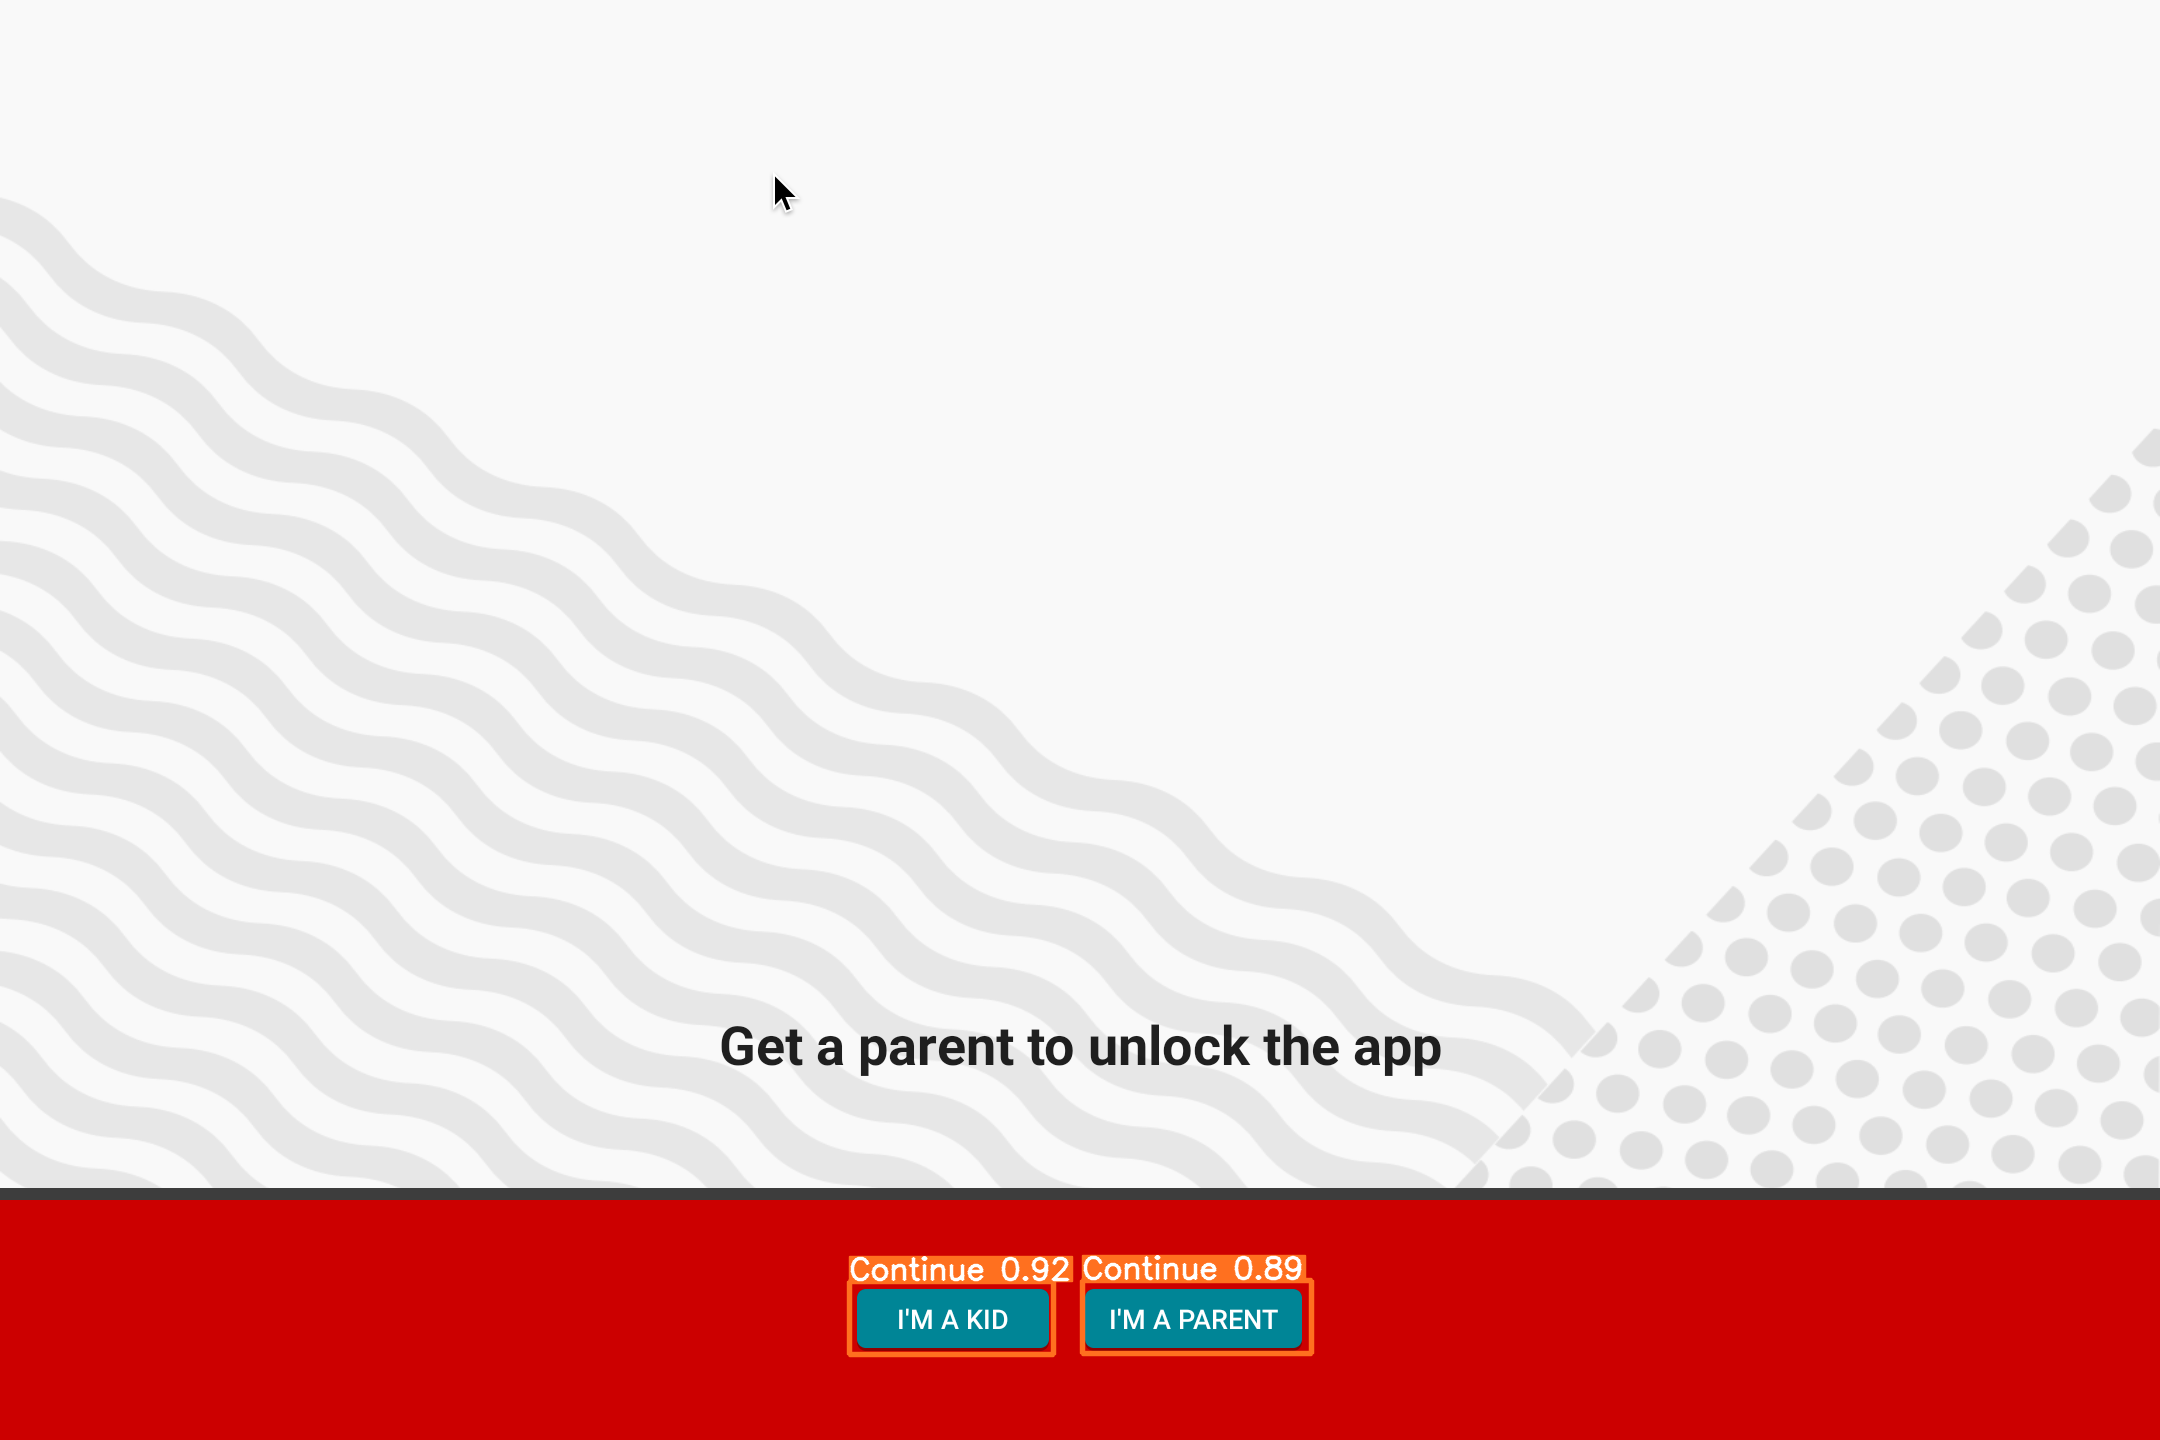 Get a parent to unlock the app
Continue 0.92 Continue 0.89
I'M A KID I'M A PARENT